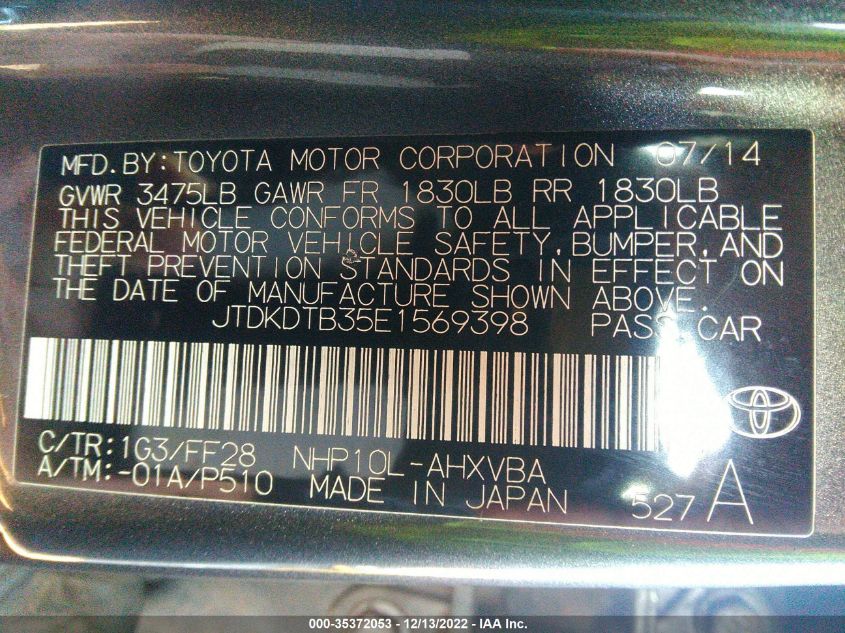 MFD. BY: TOYOTA MOTOR CORPORATION 07/14
GVWR 3475LB GAWR FR 1830LB RR 1830LB
THIS VEHICLE CONFORMS TO ALL APPLICABLE
FEDERAL MOTOR VEHICLE SAFETY, BUMPER, AND
THEFT PREVENTION STANDARDS IN EFFECT ON
THE DATE OF MANUFACTURE SHOWN ABOVE.
JTDKDTB35E1569398 PASS. CAR
C/TR: 1G3/FF28 NHP10L-AHXVBA
A/TM: -01A/P510 MADE IN JAPAN 527 A
000-35372053 - 12/13/2022 - IAA Inc.